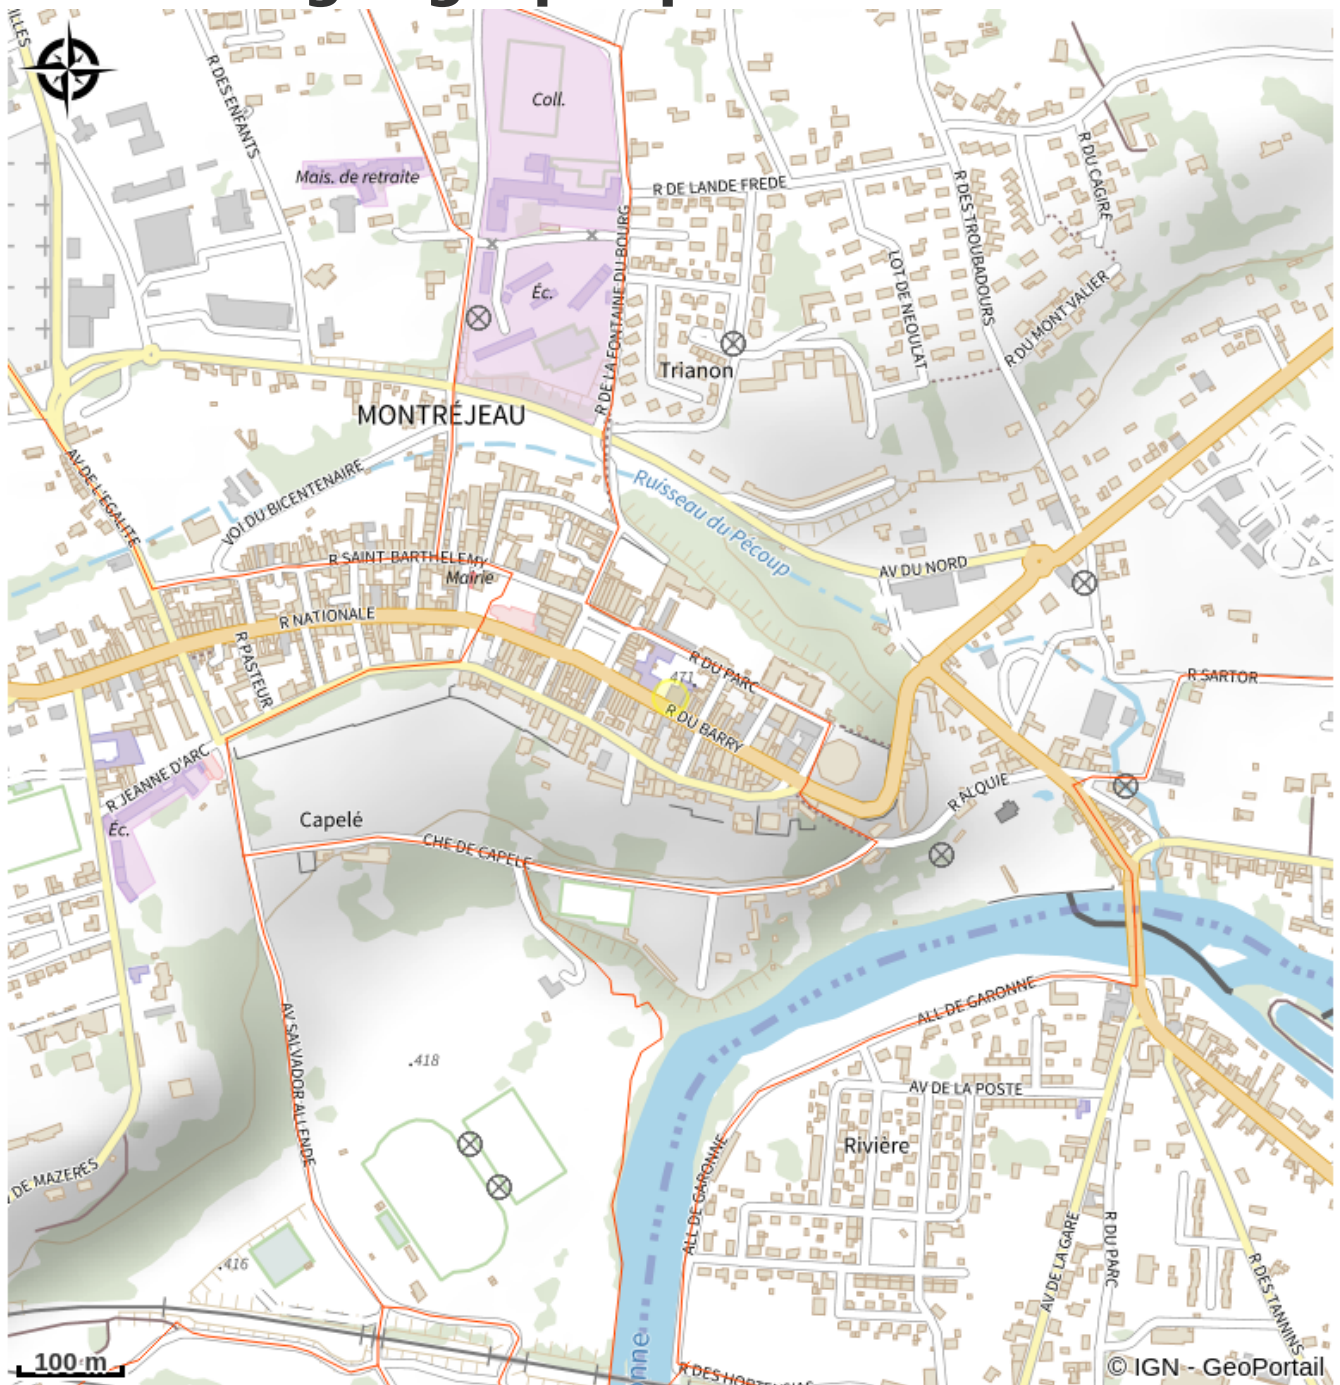 ILLES
R DES ENFANTS
Coll.
Mais. de retraite
R DE LANDE FREDE
R DU CAGIRE
R DES TROUBADOURS
R DE LA FONTAINE DU BOURG
LOT DE NEOULAT
R DU MONT VALIER
Éc.
Trianon
MONTRÉJEAU
AV DE L'EGALITE
VOI DU BICENTENAIRE
Ruisseau du Pécoup
R SAINT-BARTHELEMY
Mairie
AV DU NORD
R NATIONALE
R PASTEUR
R DU PARC
471
R DU BARRY
R SARTOR
R JEANNE D'ARC
R ALQUIE
Éc.
Capelé
CHE DE CAPELE
AV SALVADOR ALLENDE
ALL DE GARONNE
418
AV DE LA POSTE
Rivière
DE MAZERES
ALL DE GARONNE
416
AV DE LA GARE
R DU PARC
R DES TANNINS
onne
R DES HORTENSIAS
100 m
© IGN - GeoPortail